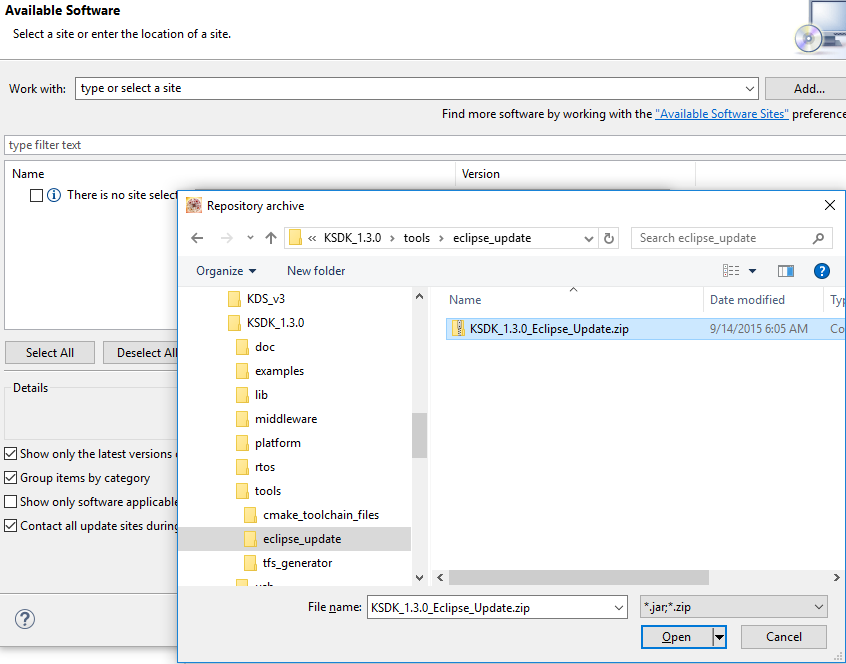 Available Software
Select a site or enter the location of a site.
Work with: type or select a site Add...
Find more software by working with the "Available Software Sites" preference
type filter text
Name Version
There is no site select
Repository archive
« KSDK_1.3.0 › tools › eclipse_update Search eclipse_update
Organize New folder ?
KDS_v3 Name Date modified Typ
KSDK_1.3.0 KSDK_1.3.0_Eclipse_Update.zip 9/14/2015 6:05 AM Co
doc
Select All Deselect All
examples
Details
lib
middleware
platform
Show only the latest versions o
rtos
Group items by category
tools
Show only software applicable
cmake_toolchain_files
Contact all update sites during
eclipse_update
tfs_generator
usb
File name: KSDK_1.3.0_Eclipse_Update.zip *.jar;*.zip
? Open Cancel